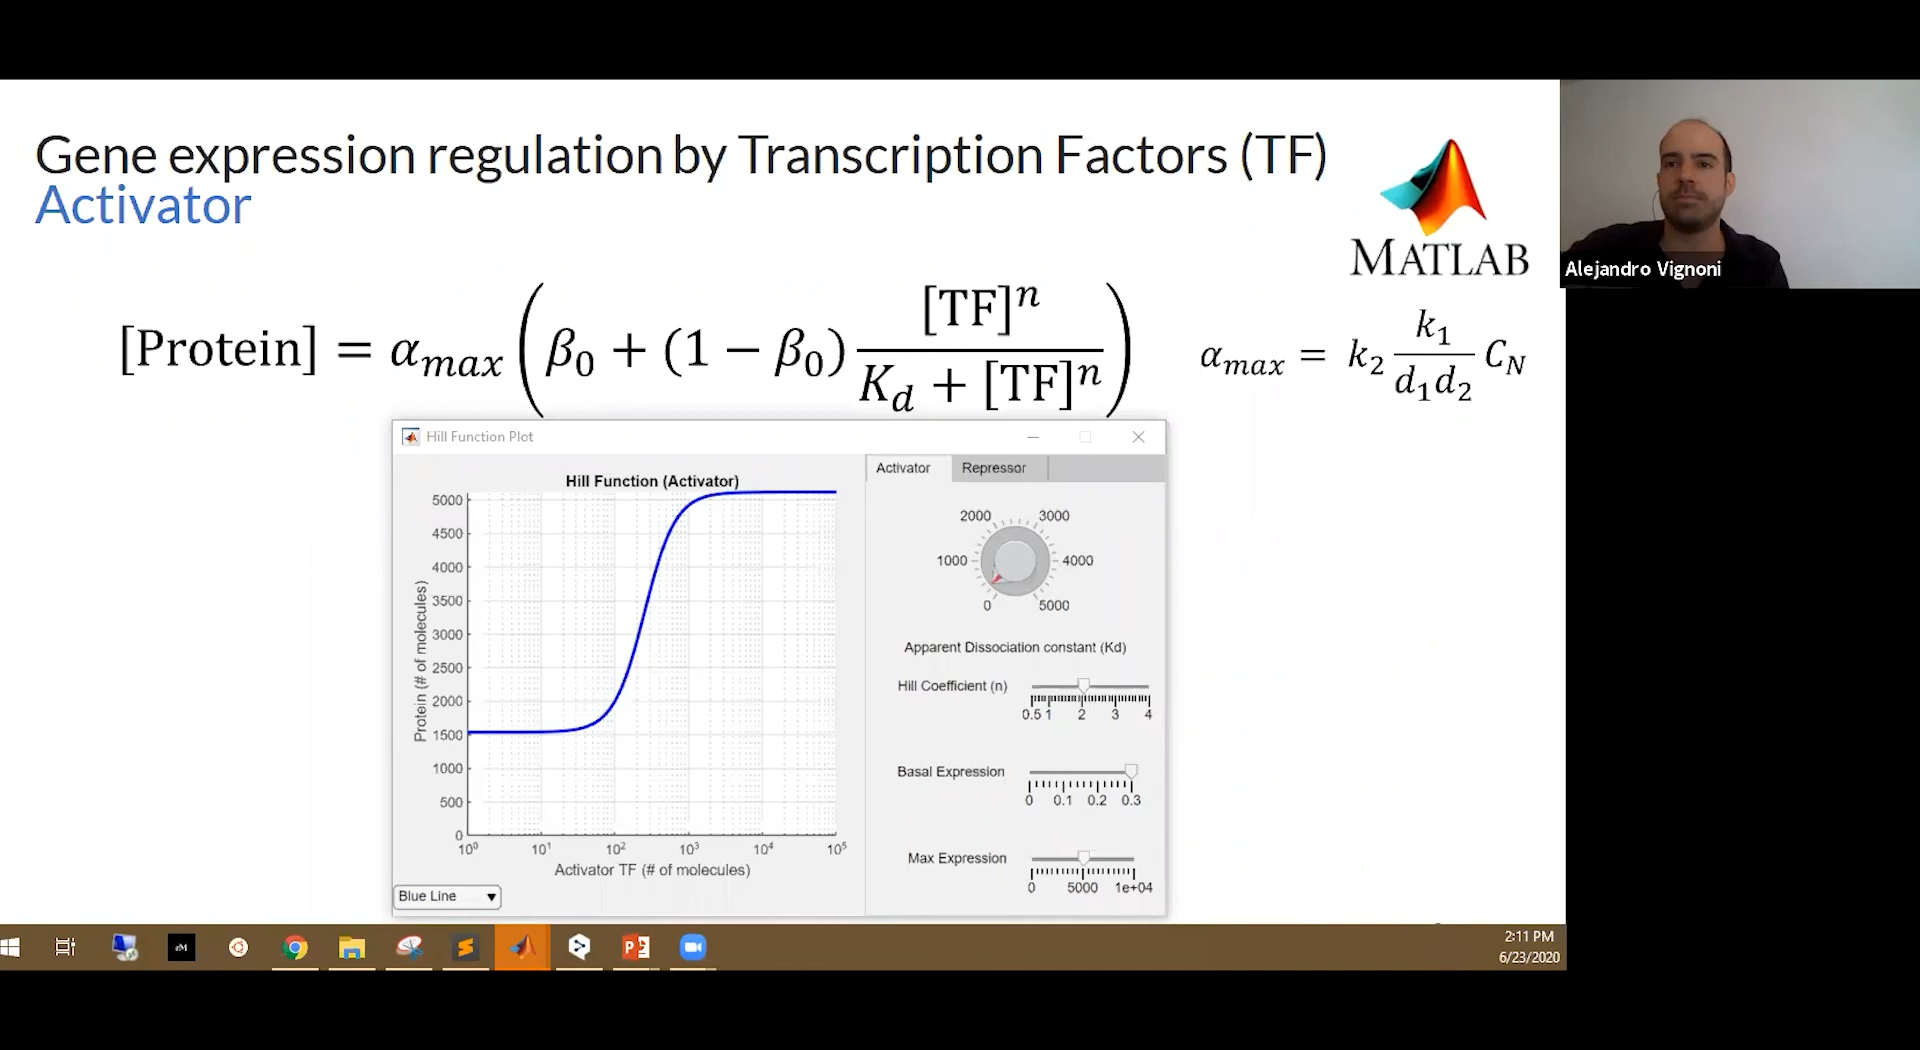 Gene expression regulation by Transcription Factors (TF)
Activator
MATLAB
Alejandro Vignoni
[Protein] = α_max (β_0 + (1 − β_0) [TF]^n / (K_d + [TF]^n))
α_max = k_2 k_1 / (d_1 d_2) C_N
Hill Function Plot
Activator
Repressor
Hill Function (Activator)
5000
4500
4000
3500
3000
2500
2000
1500
1000
500
0
Protein (# of molecules)
10^0 10^1 10^2 10^3 10^4 10^5
Activator TF (# of molecules)
Blue Line
2000 3000
1000 4000
0 5000
Apparent Dissociation constant (Kd)
Hill Coefficient (n)
0.5 1 2 3 4
Basal Expression
0 0.1 0.2 0.3
Max Expression
0 5000 1e+04
2:11 PM
6/23/2020